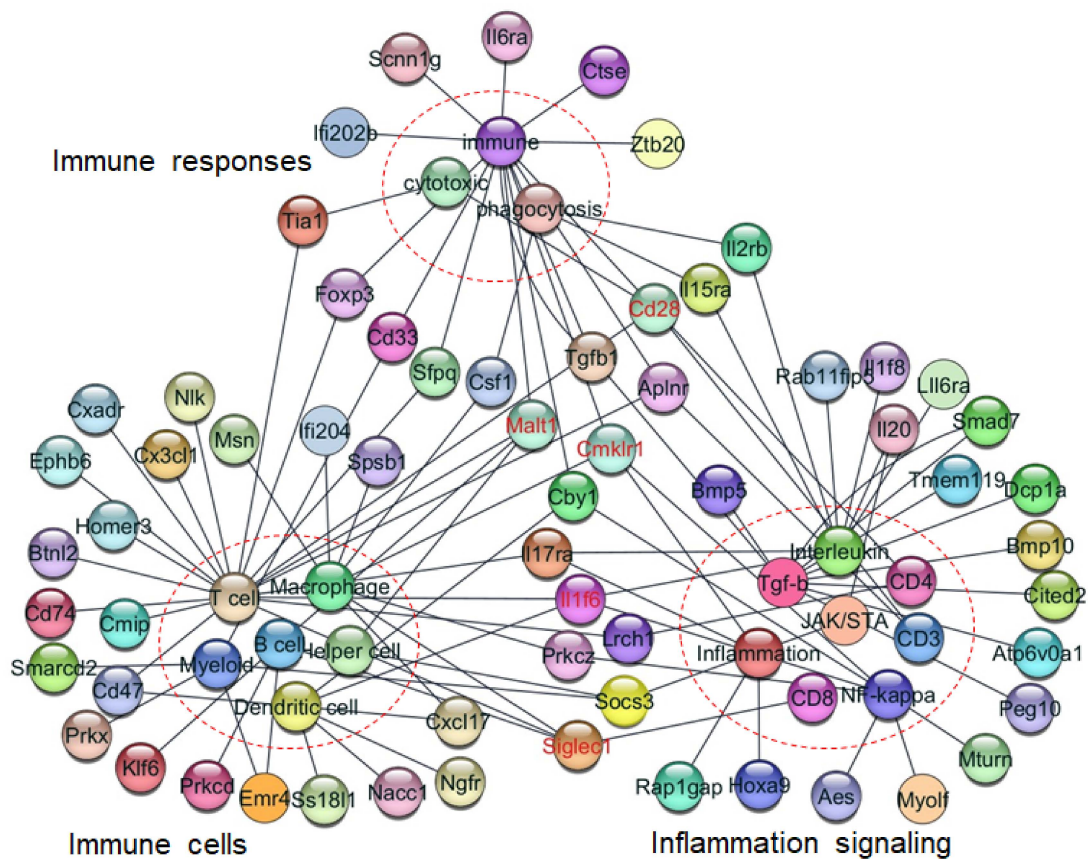 Il6ra
Scnn1g
Ctse
Ifi202b
immune
Ztb20
Immune responses
cytotoxic
phagocytosis
Tia1
Il2rb
Foxp3
Il15ra
Cd28
Cd33
Tgfb1
Sfpq
Csf1
Aplnr
Rab11fip5
Il1f8
LIl6ra
Cxadr
Nlk
Msn
Ifi204
Malt1
Il20
Smad7
Ephb6
Cx3cl1
Spsb1
Cmklr1
Tmem119
Dcp1a
Homer3
Cby1
Bmp5
Btnl2
Il17ra
Interleukin
Bmp10
T cell
Macrophage
Tgf-b
CD4
Cd74
Cmip
Il1f6
Cited2
JAK/STA
B cell
Helper cell
Lrch1
CD3
Smarcd2
Myeloid
Prkcz
Inflammation
Atp6v0a1
Cd47
Dendritic cell
Socs3
CD8
NF-kappa
Peg10
Prkx
Cxcl17
Siglec1
Klf6
Prkcd
Emr4
Ss18l1
Nacc1
Ngfr
Rap1gap
Hoxa9
Aes
Myolf
Mturn
Immune cells
Inflammation signaling